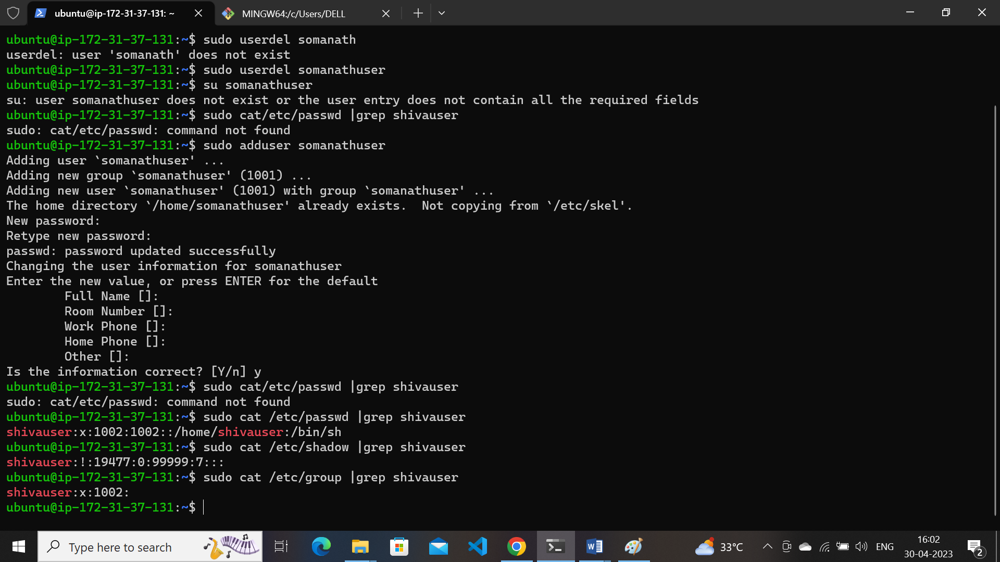 ubuntu@ip-172-31-37-131: ~
MINGW64:/c/Users/DELL
ubuntu@ip-172-31-37-131:~$ sudo userdel somanath
userdel: user 'somanath' does not exist
ubuntu@ip-172-31-37-131:~$ sudo userdel somanathuser
ubuntu@ip-172-31-37-131:~$ su somanathuser
su: user somanathuser does not exist or the user entry does not contain all the required fields
ubuntu@ip-172-31-37-131:~$ sudo cat/etc/passwd |grep shivauser
sudo: cat/etc/passwd: command not found
ubuntu@ip-172-31-37-131:~$ sudo adduser somanathuser
Adding user `somanathuser' ...
Adding new group `somanathuser' (1001) ...
Adding new user `somanathuser' (1001) with group `somanathuser' ...
The home directory `/home/somanathuser' already exists.  Not copying from `/etc/skel'.
New password:
Retype new password:
passwd: password updated successfully
Changing the user information for somanathuser
Enter the new value, or press ENTER for the default
Full Name []:
Room Number []:
Work Phone []:
Home Phone []:
Other []:
Is the information correct? [Y/n] y
ubuntu@ip-172-31-37-131:~$ sudo cat/etc/passwd |grep shivauser
sudo: cat/etc/passwd: command not found
ubuntu@ip-172-31-37-131:~$ sudo cat /etc/passwd |grep shivauser
shivauser:x:1002:1002::/home/shivauser:/bin/sh
ubuntu@ip-172-31-37-131:~$ sudo cat /etc/shadow |grep shivauser
shivauser:!:19477:0:99999:7:::
ubuntu@ip-172-31-37-131:~$ sudo cat /etc/group |grep shivauser
shivauser:x:1002:
ubuntu@ip-172-31-37-131:~$
Type here to search
33°C
ENG
16:02
30-04-2023
2